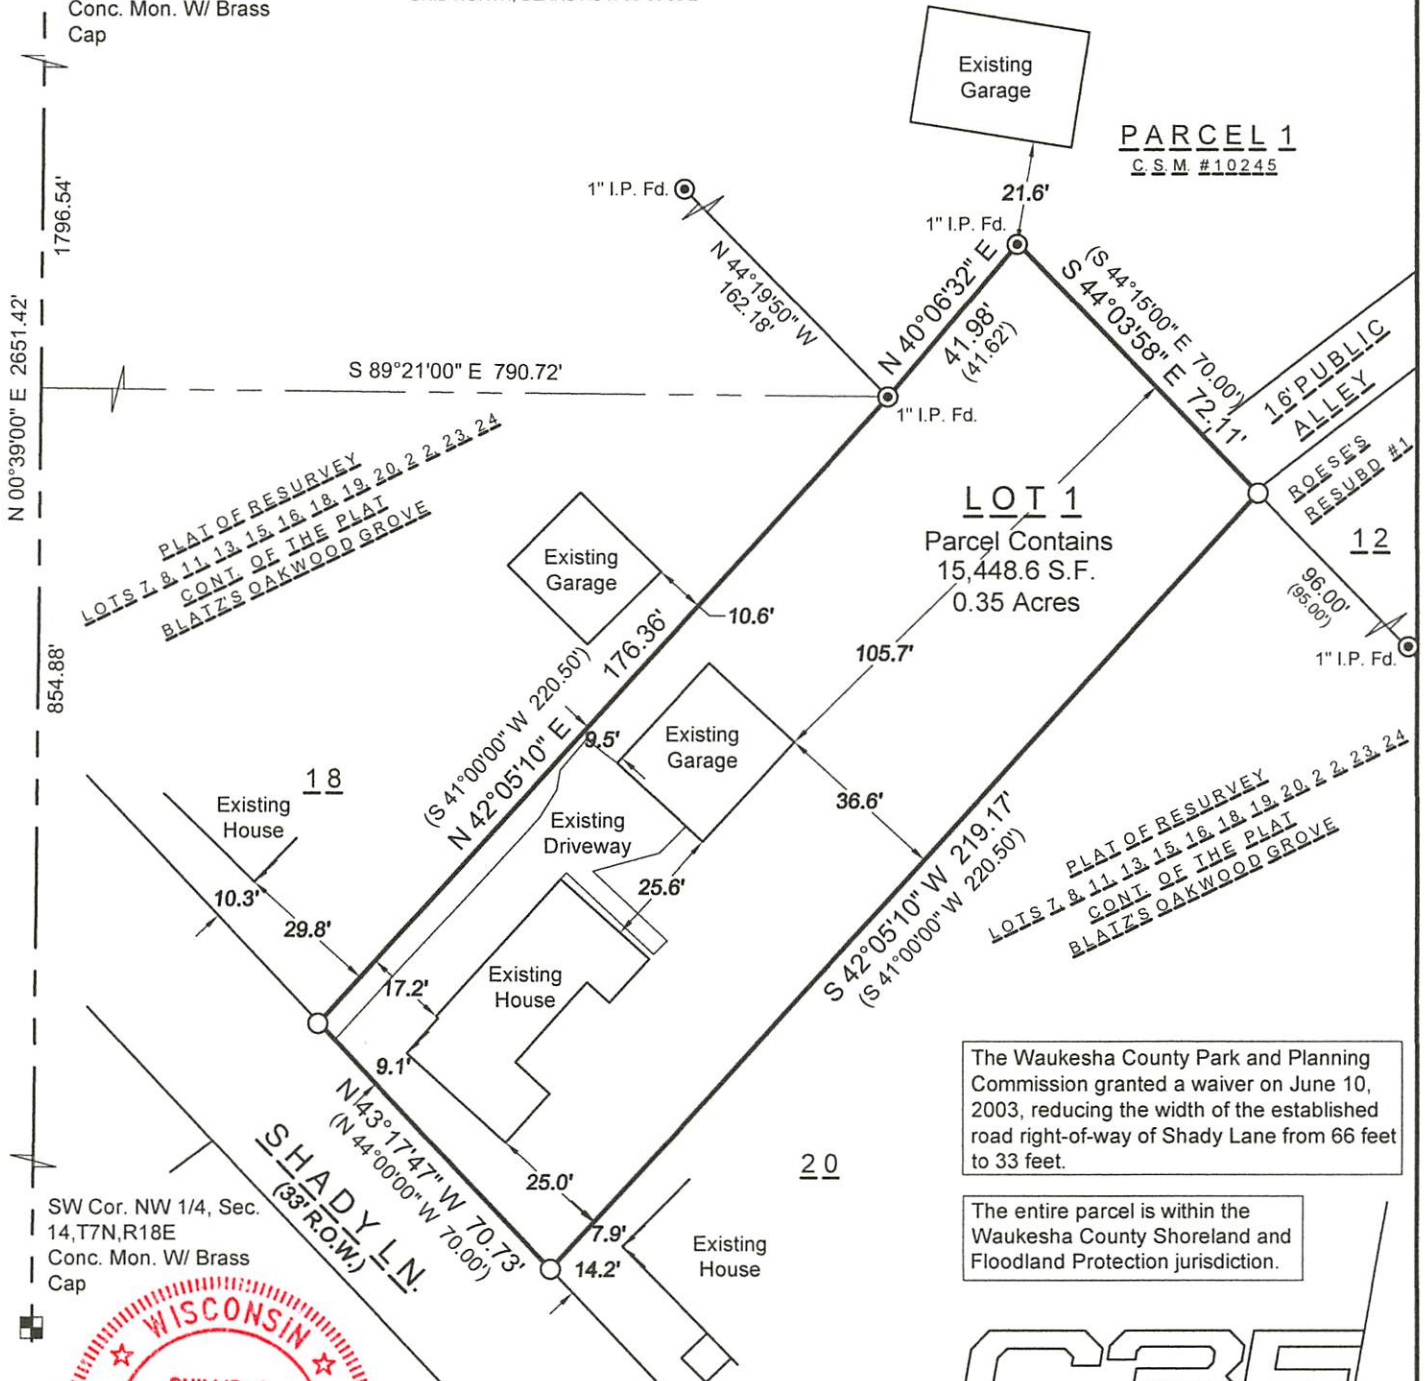 Conc. Mon. W/ Brass
Cap
Existing
Garage
PARCEL 1
C.S.M. #10245
21.6'
1" I.P. Fd.
1" I.P. Fd.
1796.54'
N 44°19'50" W
162.18'
N 40°06'32" E
41.98'
(41.62')
(S 44°15'00" E 70.00')
S 44°03'58" E 72.11'
16' PUBLIC
ALLEY
N 00°39'00" E 2651.42'
S 89°21'00" E 790.72'
1" I.P. Fd.
ROESE'S
RESUBD #1
PLAT OF RESURVEY
LOTS 7, 8, 11, 13, 15, 16, 18, 19, 20, 22, 23, 24
CONT. OF THE PLAT
BLATZ'S OAKWOOD GROVE
LOT 1
Parcel Contains
15,448.6 S.F.
0.35 Acres
12
96.00'
(95.00')
1" I.P. Fd.
Existing
Garage
10.6'
105.7'
854.88'
(S 41°00'00" W 220.50')
N 42°05'10" E 176.36'
9.5'
Existing
Garage
36.6'
18
Existing
House
Existing
Driveway
25.6'
10.3'
29.8'
17.2'
Existing
House
9.1'
S 42°05'10" W 219.17'
(S 41°00'00" W 220.50')
PLAT OF RESURVEY
LOTS 7, 8, 11, 13, 15, 16, 18, 19, 20, 22, 23, 24
CONT. OF THE PLAT
BLATZ'S OAKWOOD GROVE
N 43°17'47" W 70.73'
(N 44°00'00" W 70.00')
SHADY LN.
(33' R.O.W.)
25.0'
7.9'
14.2'
Existing
House
20
The Waukesha County Park and Planning
Commission granted a waiver on June 10,
2003, reducing the width of the established
road right-of-way of Shady Lane from 66 feet
to 33 feet.
The entire parcel is within the
Waukesha County Shoreland and
Floodland Protection jurisdiction.
SW Cor. NW 1/4, Sec.
14,T7N,R18E
Conc. Mon. W/ Brass
Cap
WISCONSIN